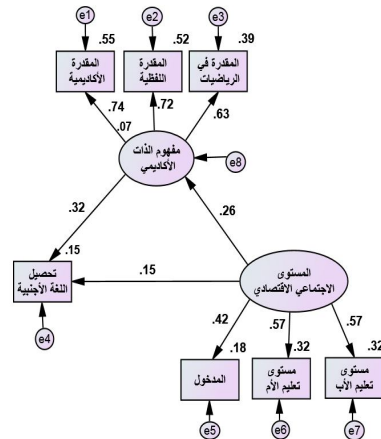 e1
e2
e3
.55
.52
.39
المقدرة
الأكاديمية
المقدرة
اللفظية
المقدرة في
الرياضيات
.74
.72
.63
.07
مفهوم الذات
الأكاديمي
e8
.32
.26
.15
تحصيل
اللغة الأجنبية
.15
المستوى
الاجتماعي الاقتصادي
e4
.42
.57
.57
.18
.32
.32
المدخول
مستوى
تعليم الأم
مستوى
تعليم الأب
e5
e6
e7